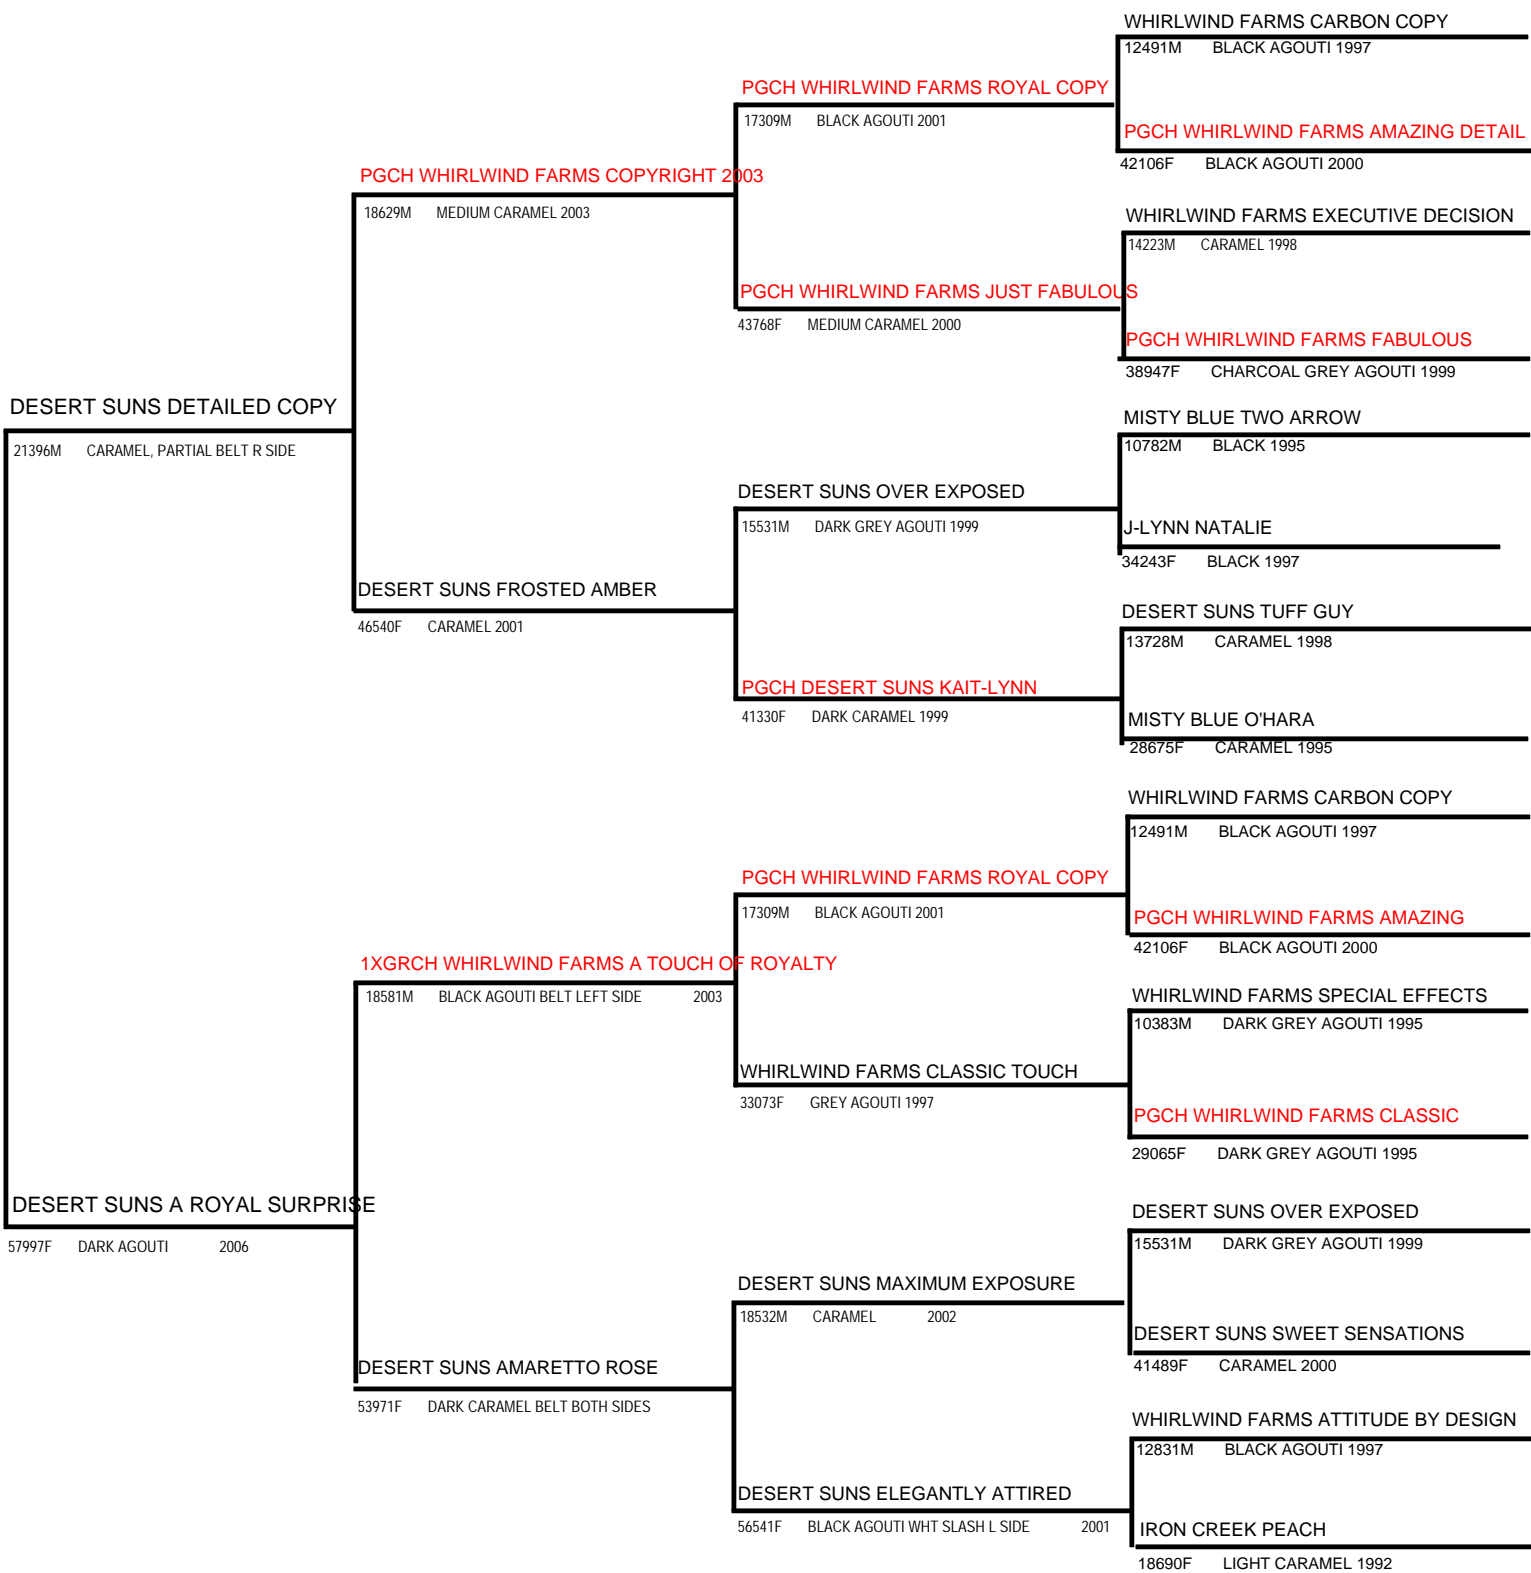 WHIRLWIND FARMS CARBON COPY
12491M BLACK AGOUTI 1997
PGCH WHIRLWIND FARMS ROYAL COPY
17309M BLACK AGOUTI 2001
PGCH WHIRLWIND FARMS AMAZING DETAIL
42106F BLACK AGOUTI 2000
PGCH WHIRLWIND FARMS COPYRIGHT 2003
18629M MEDIUM CARAMEL 2003
WHIRLWIND FARMS EXECUTIVE DECISION
14223M CARAMEL 1998
PGCH WHIRLWIND FARMS JUST FABULOUS
43768F MEDIUM CARAMEL 2000
PGCH WHIRLWIND FARMS FABULOUS
38947F CHARCOAL GREY AGOUTI 1999
DESERT SUNS DETAILED COPY
21396M CARAMEL, PARTIAL BELT R SIDE
MISTY BLUE TWO ARROW
10782M BLACK 1995
DESERT SUNS OVER EXPOSED
15531M DARK GREY AGOUTI 1999
J-LYNN NATALIE
34243F BLACK 1997
DESERT SUNS FROSTED AMBER
46540F CARAMEL 2001
DESERT SUNS TUFF GUY
13728M CARAMEL 1998
PGCH DESERT SUNS KAIT-LYNN
41330F DARK CARAMEL 1999
MISTY BLUE O'HARA
28675F CARAMEL 1995
WHIRLWIND FARMS CARBON COPY
12491M BLACK AGOUTI 1997
PGCH WHIRLWIND FARMS ROYAL COPY
17309M BLACK AGOUTI 2001
PGCH WHIRLWIND FARMS AMAZING
42106F BLACK AGOUTI 2000
1XGRCH WHIRLWIND FARMS A TOUCH OF ROYALTY
18581M BLACK AGOUTI BELT LEFT SIDE 2003
WHIRLWIND FARMS SPECIAL EFFECTS
10383M DARK GREY AGOUTI 1995
WHIRLWIND FARMS CLASSIC TOUCH
33073F GREY AGOUTI 1997
PGCH WHIRLWIND FARMS CLASSIC
29065F DARK GREY AGOUTI 1995
DESERT SUNS A ROYAL SURPRISE
57997F DARK AGOUTI 2006
DESERT SUNS OVER EXPOSED
15531M DARK GREY AGOUTI 1999
DESERT SUNS MAXIMUM EXPOSURE
18532M CARAMEL 2002
DESERT SUNS SWEET SENSATIONS
41489F CARAMEL 2000
DESERT SUNS AMARETTO ROSE
53971F DARK CARAMEL BELT BOTH SIDES
WHIRLWIND FARMS ATTITUDE BY DESIGN
12831M BLACK AGOUTI 1997
DESERT SUNS ELEGANTLY ATTIRED
56541F BLACK AGOUTI WHT SLASH L SIDE 2001
IRON CREEK PEACH
18690F LIGHT CARAMEL 1992